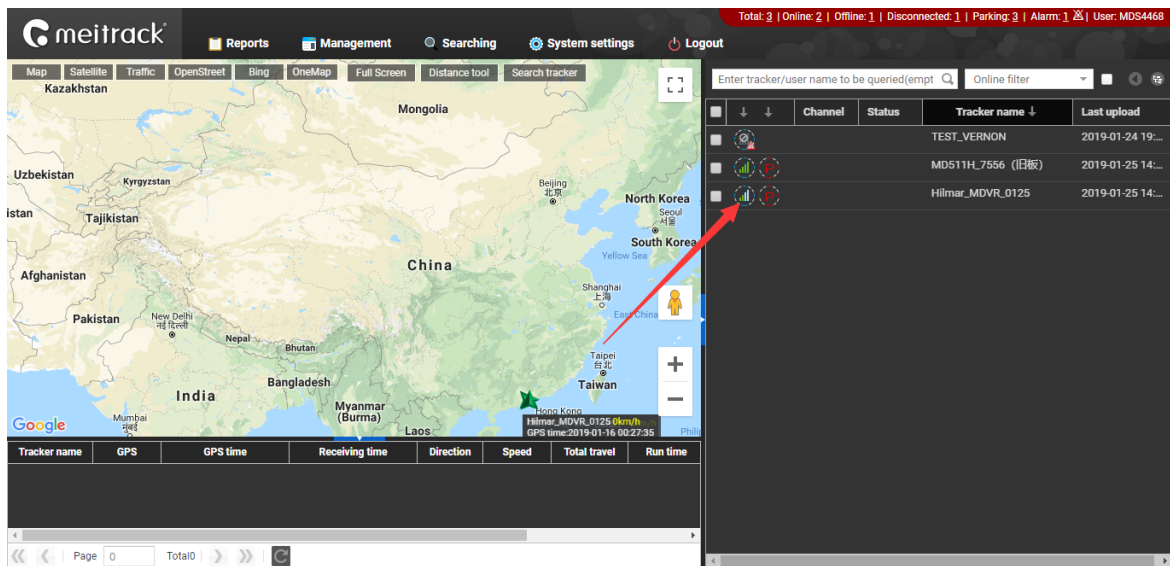 meitrack
Reports Management Searching System settings Logout
Total: 3 | Online: 2 | Offline: 1 | Disconnected: 1 | Parking: 3 | Alarm: 1 | User: MDS4468
Map Satellite Traffic OpenStreet Bing OneMap Full Screen Distance tool Search tracker
Kazakhstan
Mongolia
Uzbekistan
Kyrgyzstan
Beijing
北京
North Korea
istan
Tajikistan
Seoul
서울
South Korea
Yellow Sea
China
Afghanistan
Shanghai
上海
East China
Pakistan
New Delhi
नई दिल्ली
Nepal
Bhutan
Taipei
台北
Taiwan
Bangladesh
India
Myanmar
(Burma)
Hong Kong
Mumbai
मुंबई
Google
Laos
Hilmar_MDVR_0125 0km/h
GPS time:2019-01-16 00:27:35
Philip
Tracker name GPS GPS time Receiving time Direction Speed Total travel Run time
Page 0 Total0
Enter tracker/user name to be queried(empt Online filter
Channel Status Tracker name ↓ Last upload
TEST_VERNON 2019-01-24 19:...
P MD511H_7556（旧板） 2019-01-25 14:...
P Hilmar_MDVR_0125 2019-01-25 14:...